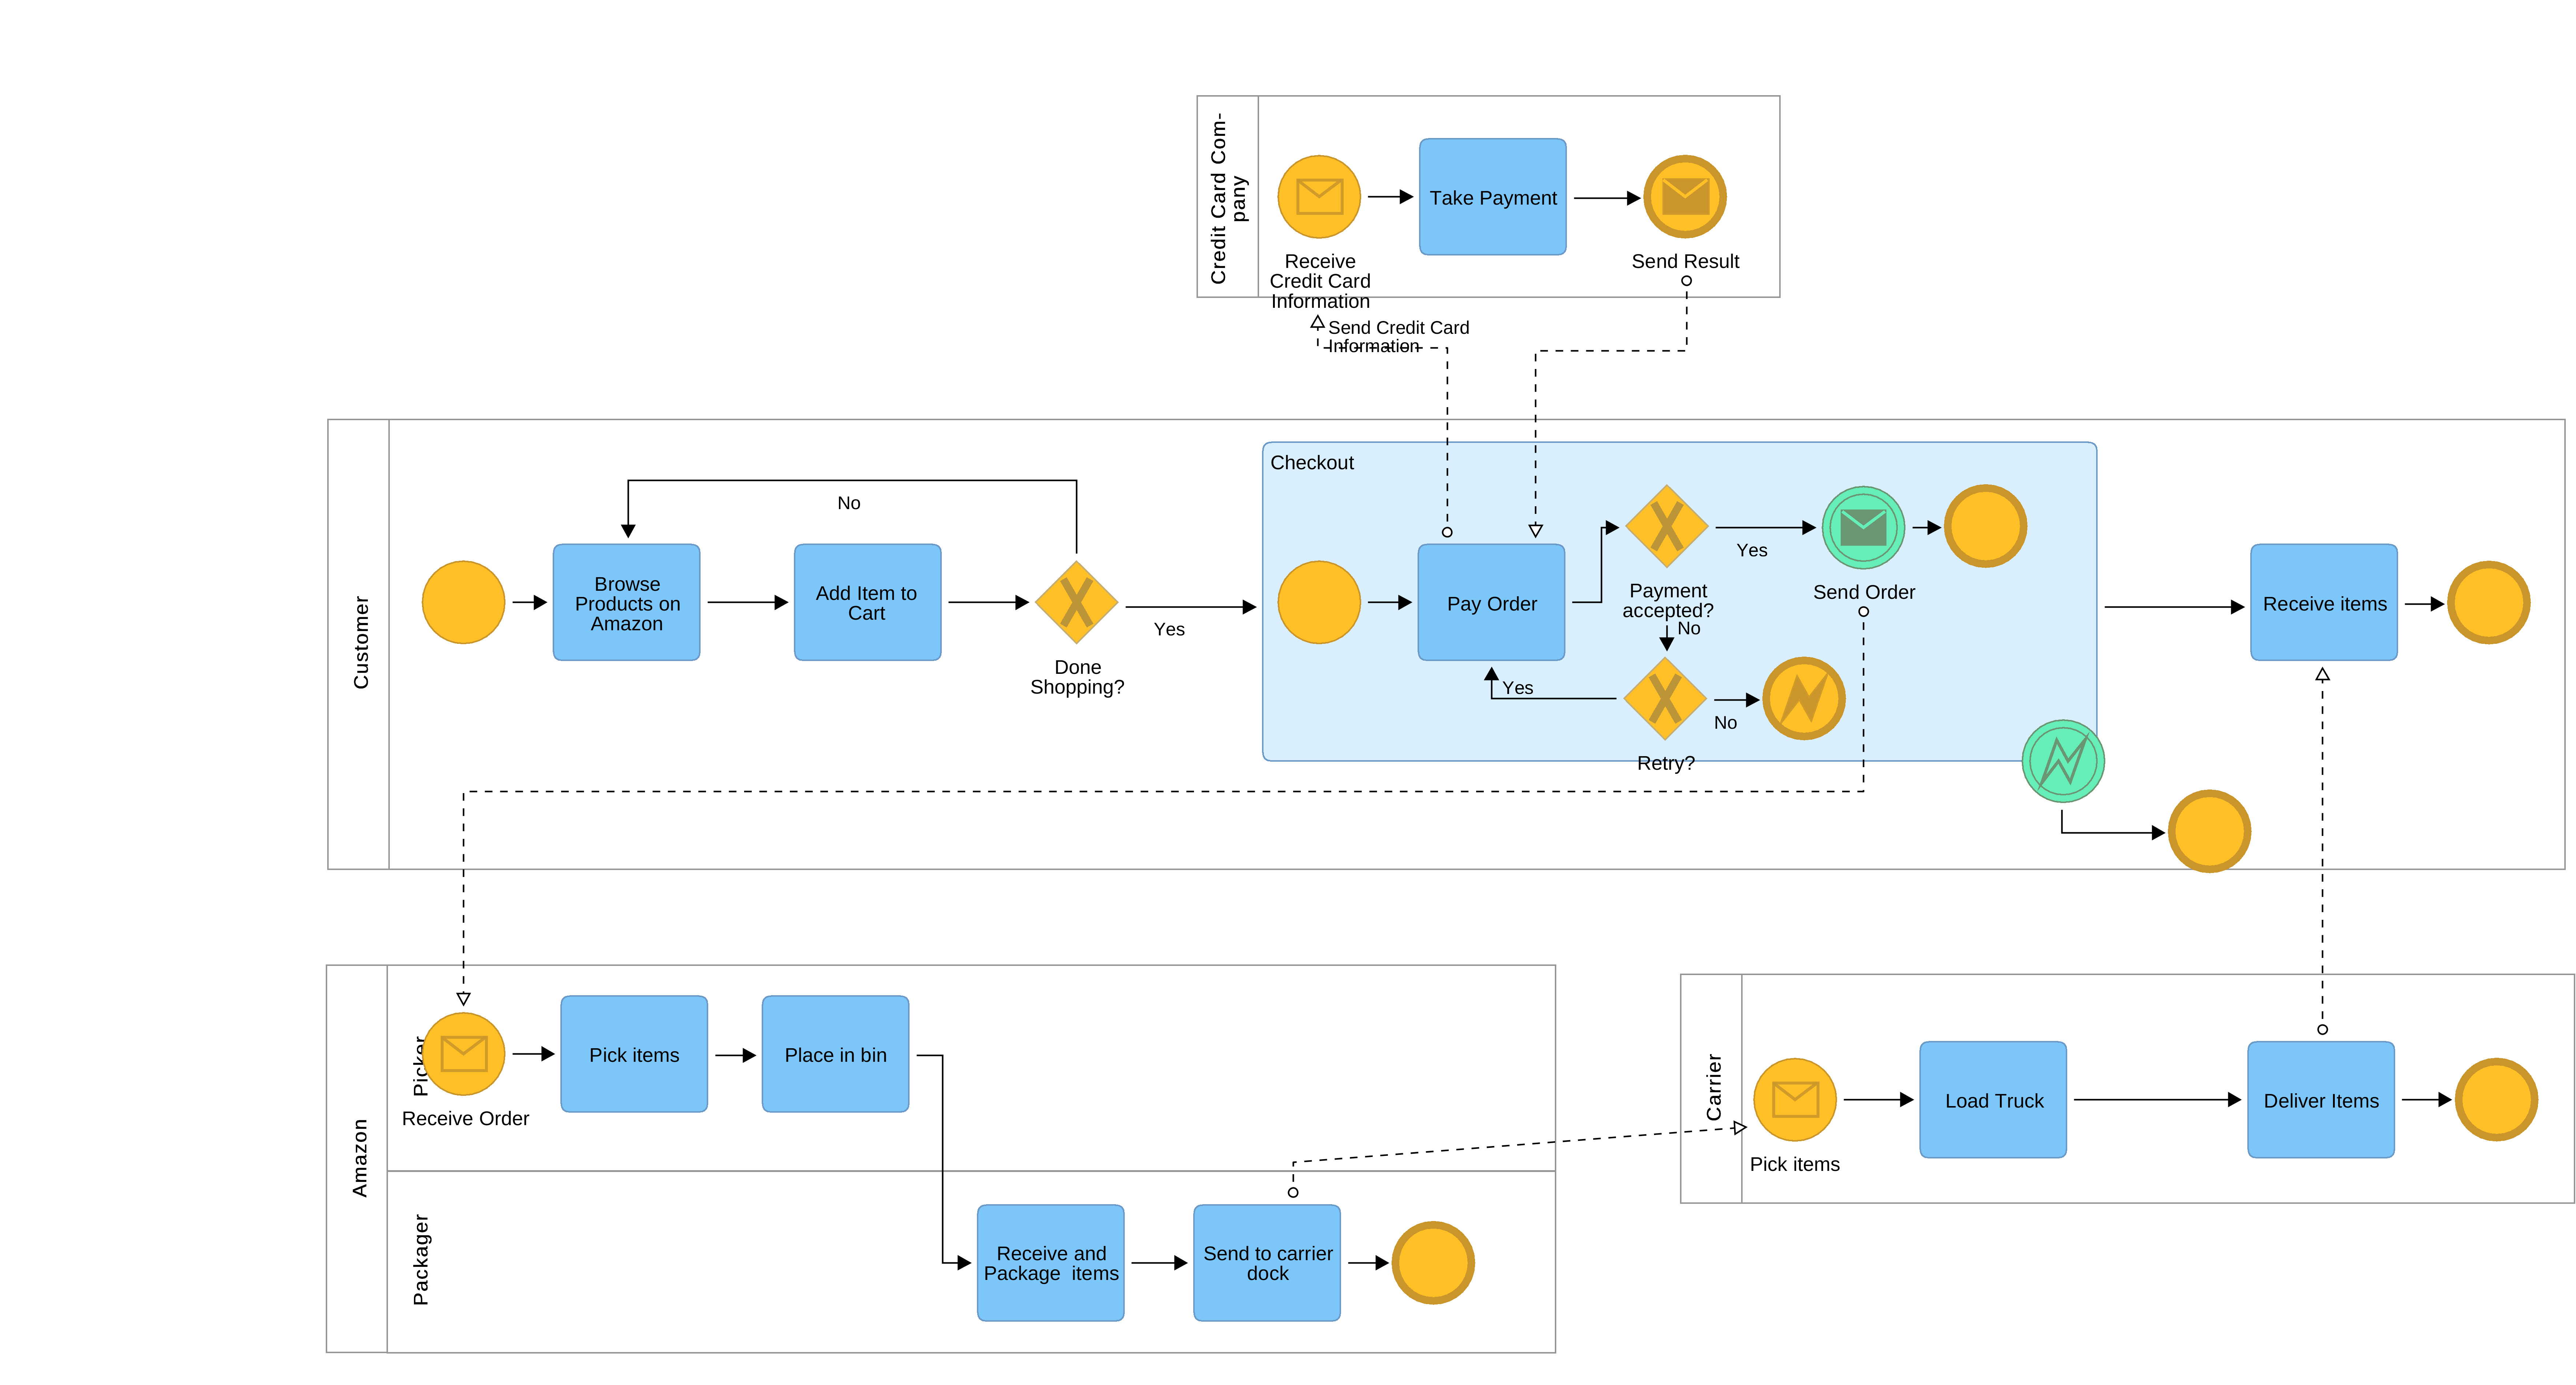 Credit Card Com-
pany
Take Payment
Receive
Credit Card
Information
Send Result
Send Credit Card
Information
Customer
Checkout
No
Browse
Products on
Amazon
Add Item to
Cart
Done
Shopping?
Yes
Pay Order
Payment
accepted?
Yes
Send Order
No
Yes
Retry?
No
Receive items
Amazon
Picker
Receive Order
Pick items
Place in bin
Packager
Receive and
Package  items
Send to carrier
dock
Carrier
Pick items
Load Truck
Deliver Items